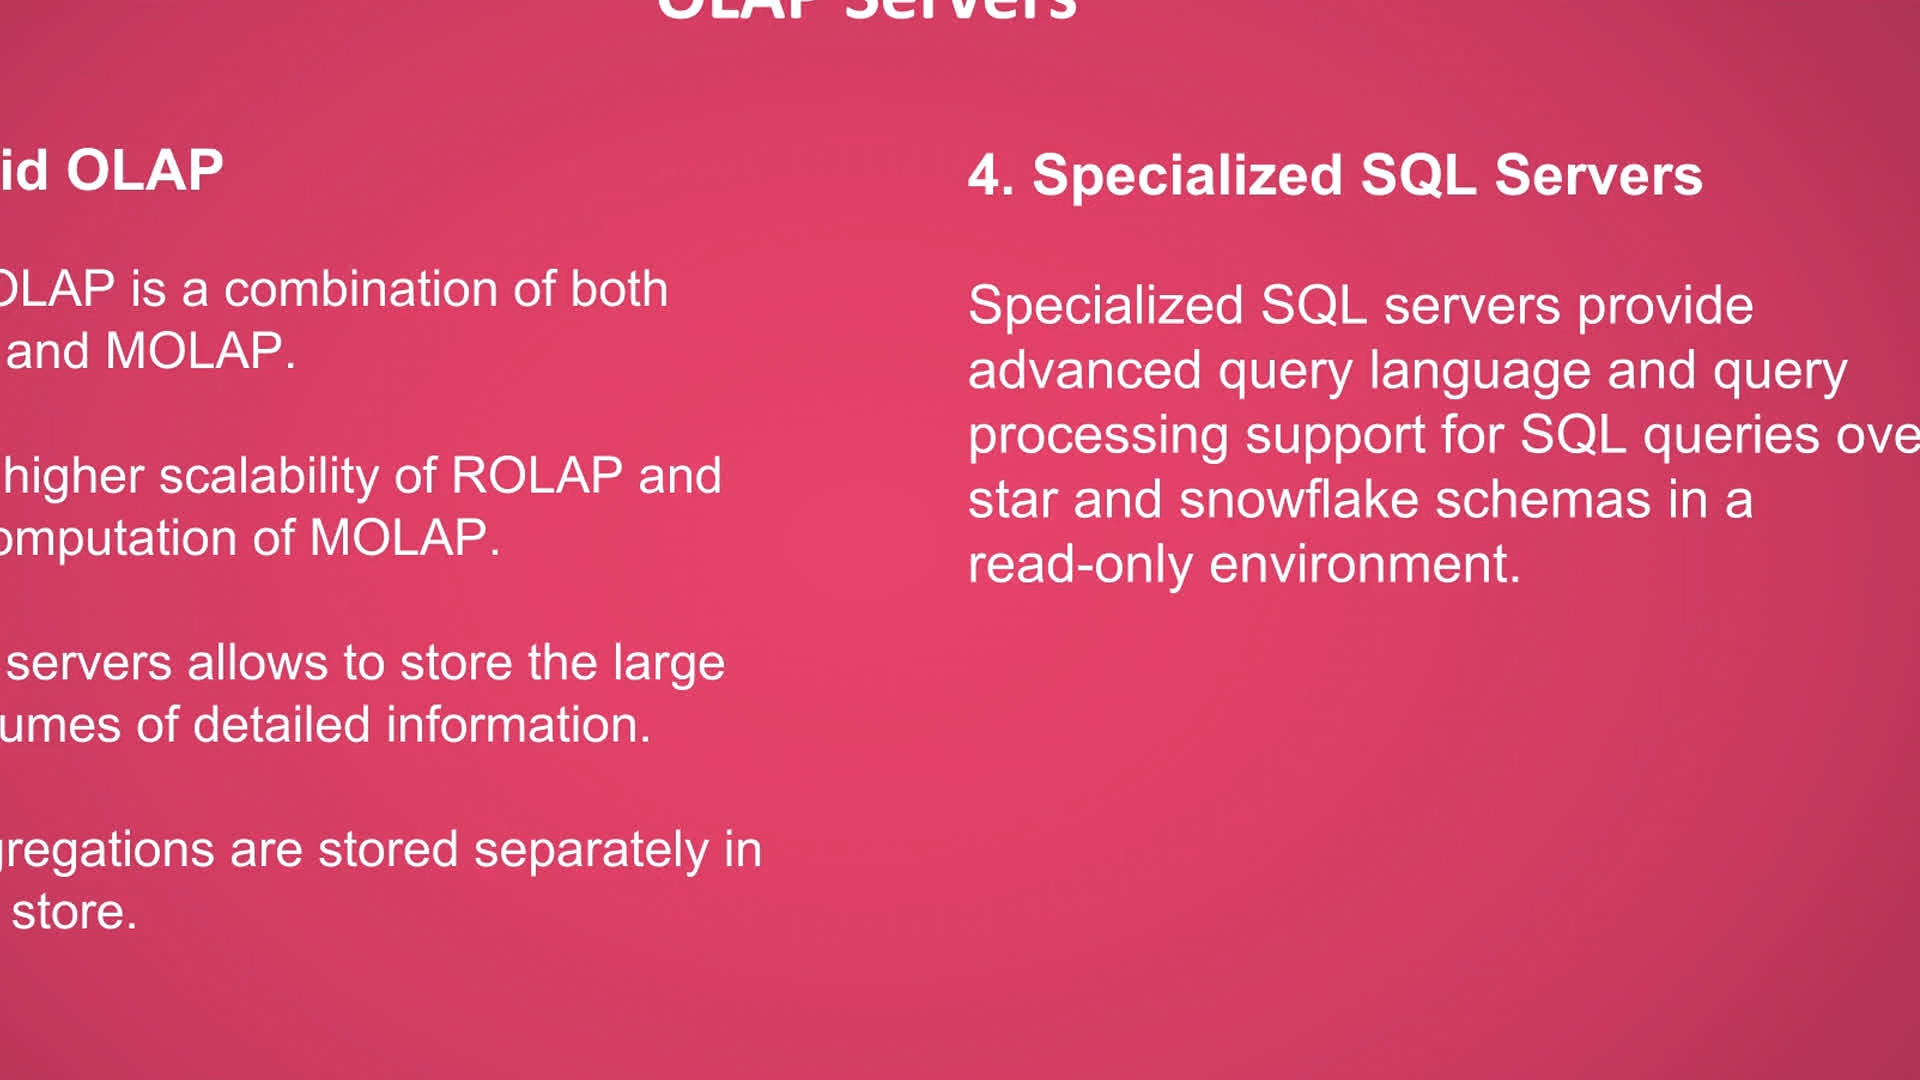 OLAP Servers
id OLAP
OLAP is a combination of both
and MOLAP.
higher scalability of ROLAP and
omputation of MOLAP.
servers allows to store the large
umes of detailed information.
gregations are stored separately in
store.
4. Specialized SQL Servers
Specialized SQL servers provide
advanced query language and query
processing support for SQL queries ove
star and snowflake schemas in a
read-only environment.